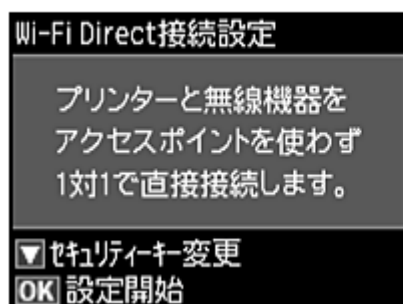 Wi-Fi Direct接続設定
プリンターと無線機器を
アクセスポイントを使わず
1対1で直接接続します。
▼セキュリティーキー変更
OK 設定開始